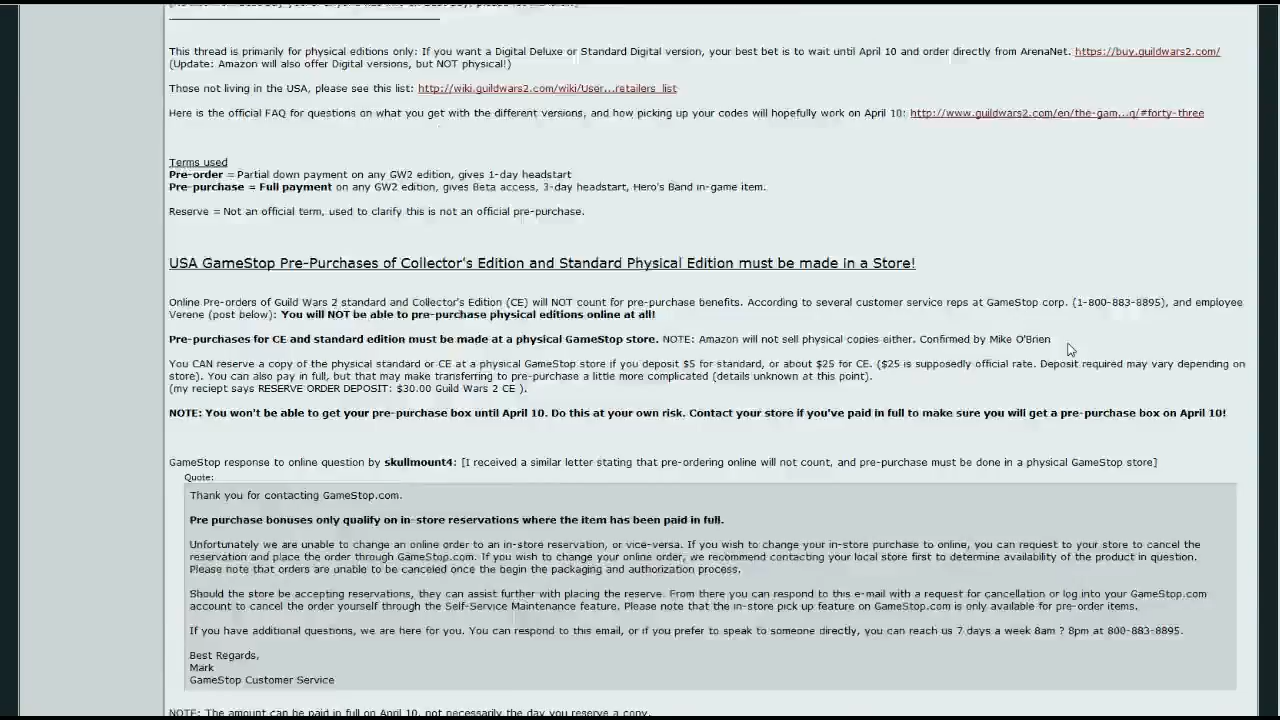 This thread is primarily for physical editions only: If you want a Digital Deluxe or Standard Digital version, your best bet is to wait until April 10 and order directly from ArenaNet. https://buy.guildwars2.com/
(Update: Amazon will also offer Digital versions, but NOT physical!)
Those not living in the USA, please see this list: http://wiki.guildwars2.com/wiki/User...retailers_list
Here is the official FAQ for questions on what you get with the different versions, and how picking up your codes will hopefully work on April 10: http://www.guildwars2.com/en/the-gam...q/#forty-three
Terms used
Pre-order = Partial down payment on any GW2 edition, gives 1-day headstart
Pre-purchase = Full payment on any GW2 edition, gives Beta access, 3-day headstart, Hero's Band in-game item.
Reserve = Not an official term, used to clarify this is not an official pre-purchase.
USA GameStop Pre-Purchases of Collector's Edition and Standard Physical Edition must be made in a Store!
Online Pre-orders of Guild Wars 2 standard and Collector's Edition (CE) will NOT count for pre-purchase benefits. According to several customer service reps at GameStop corp. (1-800-883-8895), and employee
Verene (post below): You will NOT be able to pre-purchase physical editions online at all!
Pre-purchases for CE and standard edition must be made at a physical GameStop store. NOTE: Amazon will not sell physical copies either. Confirmed by Mike O'Brien
You CAN reserve a copy of the physical standard or CE at a physical GameStop store if you deposit $5 for standard, or about $25 for CE. ($25 is supposedly official rate. Deposit required may vary depending on
store). You can also pay in full, but that may make transferring to pre-purchase a little more complicated (details unknown at this point).
(my reciept says RESERVE ORDER DEPOSIT: $30.00 Guild Wars 2 CE ).
NOTE: You won't be able to get your pre-purchase box until April 10. Do this at your own risk. Contact your store if you've paid in full to make sure you will get a pre-purchase box on April 10!
GameStop response to online question by skullmount4: [I received a similar letter stating that pre-ordering online will not count, and pre-purchase must be done in a physical GameStop store]
Quote:
Thank you for contacting GameStop.com.
Pre purchase bonuses only qualify on in-store reservations where the item has been paid in full.
Unfortunately we are unable to change an online order to an in-store reservation, or vice-versa. If you wish to change your in-store purchase to online, you can request to your store to cancel the
reservation and place the order through GameStop.com. If you wish to change your online order, we recommend contacting your local store first to determine availability of the product in question.
Please note that orders are unable to be canceled once the begin the packaging and authorization process.
Should the store be accepting reservations, they can assist further with placing the reserve. From there you can respond to this e-mail with a request for cancellation or log into your GameStop.com
account to cancel the order yourself through the Self-Service Maintenance feature. Please note that the in-store pick up feature on GameStop.com is only available for pre-order items.
If you have additional questions, we are here for you. You can respond to this email, or if you prefer to speak to someone directly, you can reach us 7 days a week 8am ? 8pm at 800-883-8895.
Best Regards,
Mark
GameStop Customer Service
NOTE: The amount can be paid in full on April 10, not necessarily the day you reserve a copy.